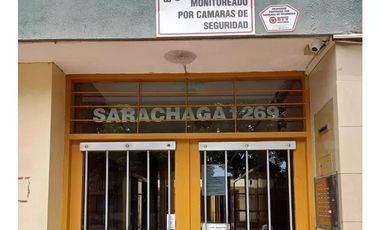 MONITOREADO
POR CAMARAS DE
SEGURIDAD
SARACHAGA 1269